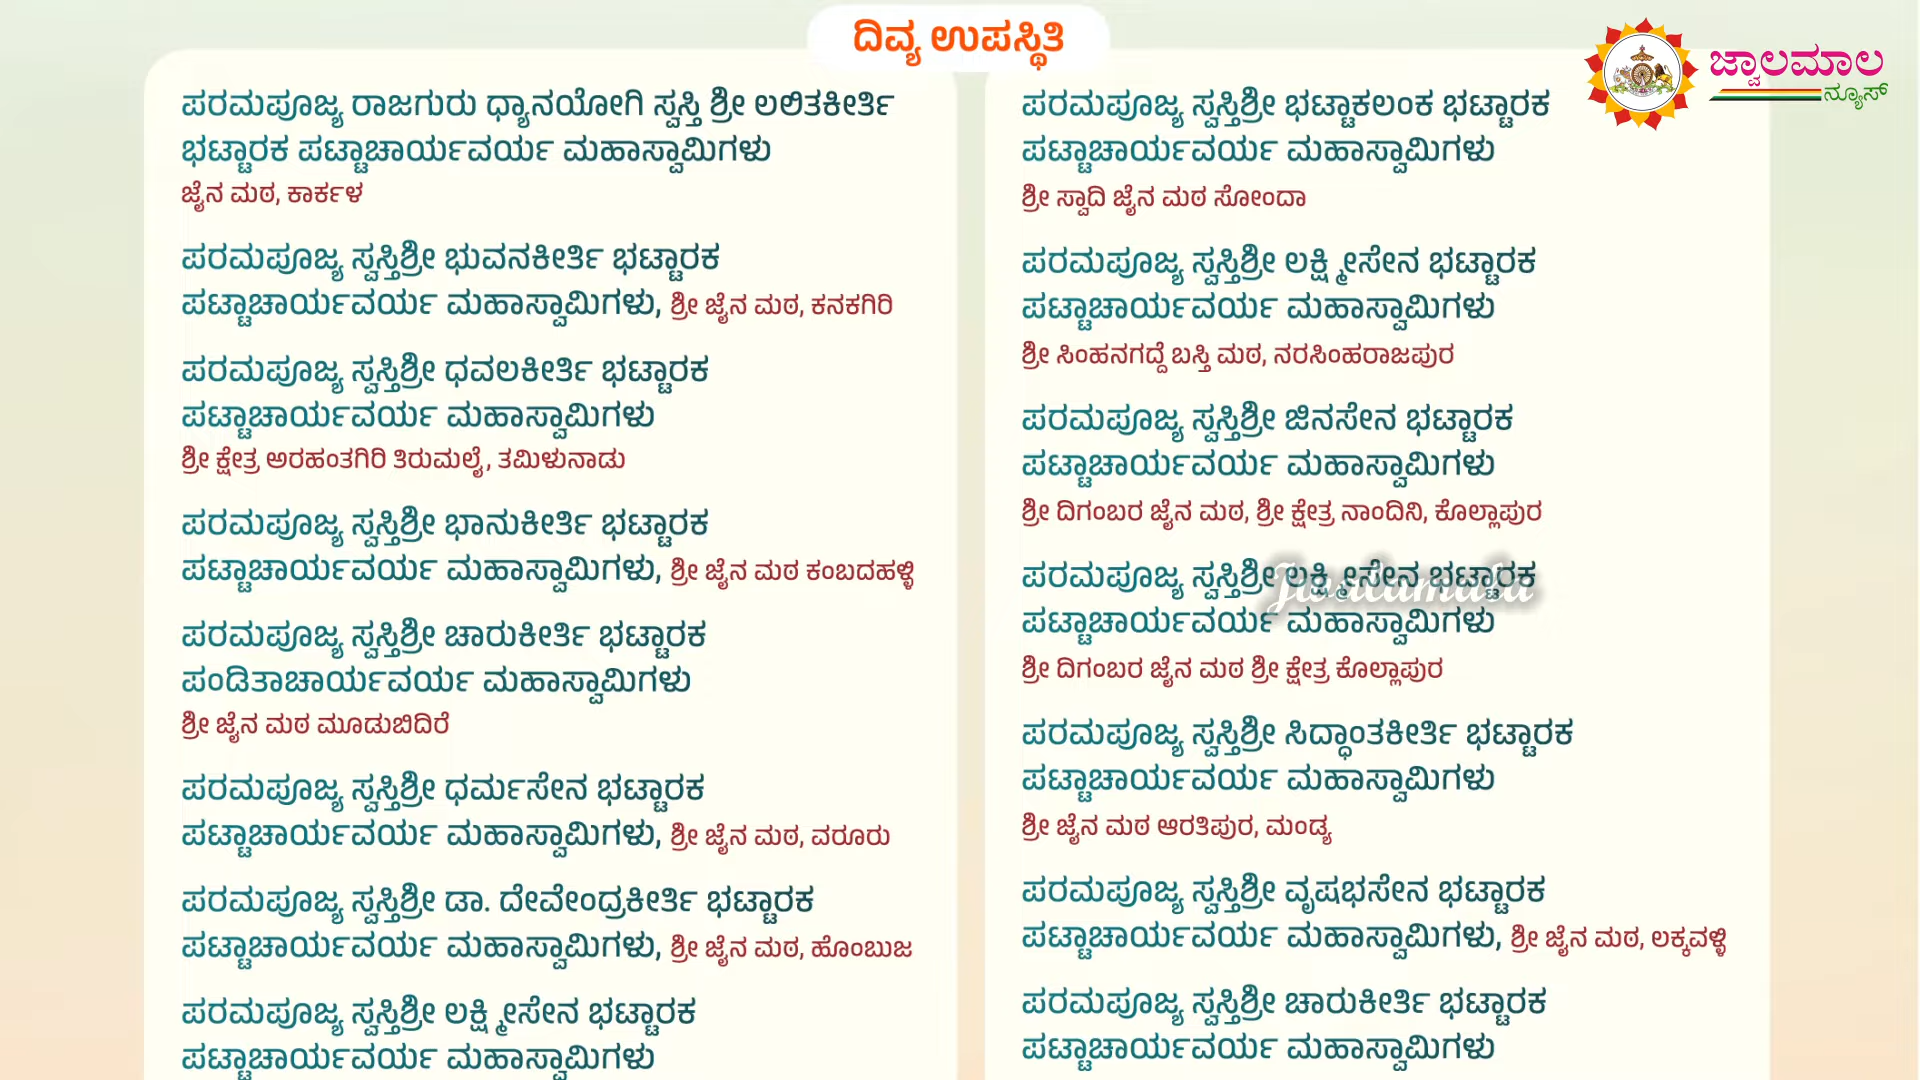 ದಿವ್ಯ ಉಪಸ್ಥಿತಿ
ಜ್ವಾಲಮಾಲ
ನ್ಯೂಸ್
ಪರಮಪೂಜ್ಯ ರಾಜಗುರು ಧ್ಯಾನಯೋಗಿ ಸ್ವಸ್ತಿ ಶ್ರೀ ಲಲಿತಕೀರ್ತಿ
ಭಟ್ಟಾರಕ ಪಟ್ಟಾಚಾರ್ಯವರ್ಯ ಮಹಾಸ್ವಾಮಿಗಳು
ಜೈನ ಮಠ, ಕಾರ್ಕಳ
ಪರಮಪೂಜ್ಯ ಸ್ವಸ್ತಿಶ್ರೀ ಭುವನಕೀರ್ತಿ ಭಟ್ಟಾರಕ
ಪಟ್ಟಾಚಾರ್ಯವರ್ಯ ಮಹಾಸ್ವಾಮಿಗಳು, ಶ್ರೀ ಜೈನ ಮಠ, ಕನಕಗಿರಿ
ಪರಮಪೂಜ್ಯ ಸ್ವಸ್ತಿಶ್ರೀ ಧವಲಕೀರ್ತಿ ಭಟ್ಟಾರಕ
ಪಟ್ಟಾಚಾರ್ಯವರ್ಯ ಮಹಾಸ್ವಾಮಿಗಳು
ಶ್ರೀ ಕ್ಷೇತ್ರ ಅರಹಂತಗಿರಿ ತಿರುಮಲೈ, ತಮಿಳುನಾಡು
ಪರಮಪೂಜ್ಯ ಸ್ವಸ್ತಿಶ್ರೀ ಭಾನುಕೀರ್ತಿ ಭಟ್ಟಾರಕ
ಪಟ್ಟಾಚಾರ್ಯವರ್ಯ ಮಹಾಸ್ವಾಮಿಗಳು, ಶ್ರೀ ಜೈನ ಮಠ ಕಂಬದಹಳ್ಳಿ
ಪರಮಪೂಜ್ಯ ಸ್ವಸ್ತಿಶ್ರೀ ಚಾರುಕೀರ್ತಿ ಭಟ್ಟಾರಕ
ಪಂಡಿತಾಚಾರ್ಯವರ್ಯ ಮಹಾಸ್ವಾಮಿಗಳು
ಶ್ರೀ ಜೈನ ಮಠ ಮೂಡುಬಿದಿರೆ
ಪರಮಪೂಜ್ಯ ಸ್ವಸ್ತಿಶ್ರೀ ಧರ್ಮಸೇನ ಭಟ್ಟಾರಕ
ಪಟ್ಟಾಚಾರ್ಯವರ್ಯ ಮಹಾಸ್ವಾಮಿಗಳು, ಶ್ರೀ ಜೈನ ಮಠ, ವರೂರು
ಪರಮಪೂಜ್ಯ ಸ್ವಸ್ತಿಶ್ರೀ ಡಾ. ದೇವೇಂದ್ರಕೀರ್ತಿ ಭಟ್ಟಾರಕ
ಪಟ್ಟಾಚಾರ್ಯವರ್ಯ ಮಹಾಸ್ವಾಮಿಗಳು, ಶ್ರೀ ಜೈನ ಮಠ, ಹೊಂಬುಜ
ಪರಮಪೂಜ್ಯ ಸ್ವಸ್ತಿಶ್ರೀ ಲಕ್ಷ್ಮೀಸೇನ ಭಟ್ಟಾರಕ
ಪಟ್ಟಾಚಾರ್ಯವರ್ಯ ಮಹಾಸ್ವಾಮಿಗಳು
ಪರಮಪೂಜ್ಯ ಸ್ವಸ್ತಿಶ್ರೀ ಭಟ್ಟಾಕಲಂಕ ಭಟ್ಟಾರಕ
ಪಟ್ಟಾಚಾರ್ಯವರ್ಯ ಮಹಾಸ್ವಾಮಿಗಳು
ಶ್ರೀ ಸ್ವಾದಿ ಜೈನ ಮಠ ಸೋಂದಾ
ಪರಮಪೂಜ್ಯ ಸ್ವಸ್ತಿಶ್ರೀ ಲಕ್ಷ್ಮೀಸೇನ ಭಟ್ಟಾರಕ
ಪಟ್ಟಾಚಾರ್ಯವರ್ಯ ಮಹಾಸ್ವಾಮಿಗಳು
ಶ್ರೀ ಸಿಂಹನಗದ್ದೆ ಬಸ್ತಿ ಮಠ, ನರಸಿಂಹರಾಜಪುರ
ಪರಮಪೂಜ್ಯ ಸ್ವಸ್ತಿಶ್ರೀ ಜಿನಸೇನ ಭಟ್ಟಾರಕ
ಪಟ್ಟಾಚಾರ್ಯವರ್ಯ ಮಹಾಸ್ವಾಮಿಗಳು
ಶ್ರೀ ದಿಗಂಬರ ಜೈನ ಮಠ, ಶ್ರೀ ಕ್ಷೇತ್ರ ನಾಂದಿನಿ, ಕೊಲ್ಲಾಪುರ
ಪರಮಪೂಜ್ಯ ಸ್ವಸ್ತಿಶ್ರೀ ಲಕ್ಷ್ಮೀಸೇನ ಭಟ್ಟಾರಕ
Jwalamala
ಪಟ್ಟಾಚಾರ್ಯವರ್ಯ ಮಹಾಸ್ವಾಮಿಗಳು
ಶ್ರೀ ದಿಗಂಬರ ಜೈನ ಮಠ ಶ್ರೀ ಕ್ಷೇತ್ರ ಕೊಲ್ಲಾಪುರ
ಪರಮಪೂಜ್ಯ ಸ್ವಸ್ತಿಶ್ರೀ ಸಿದ್ಧಾಂತಕೀರ್ತಿ ಭಟ್ಟಾರಕ
ಪಟ್ಟಾಚಾರ್ಯವರ್ಯ ಮಹಾಸ್ವಾಮಿಗಳು
ಶ್ರೀ ಜೈನ ಮಠ ಆರತಿಪುರ, ಮಂಡ್ಯ
ಪರಮಪೂಜ್ಯ ಸ್ವಸ್ತಿಶ್ರೀ ವೃಷಭಸೇನ ಭಟ್ಟಾರಕ
ಪಟ್ಟಾಚಾರ್ಯವರ್ಯ ಮಹಾಸ್ವಾಮಿಗಳು, ಶ್ರೀ ಜೈನ ಮಠ, ಲಕ್ಕವಳ್ಳಿ
ಪರಮಪೂಜ್ಯ ಸ್ವಸ್ತಿಶ್ರೀ ಚಾರುಕೀರ್ತಿ ಭಟ್ಟಾರಕ
ಪಟ್ಟಾಚಾರ್ಯವರ್ಯ ಮಹಾಸ್ವಾಮಿಗಳು